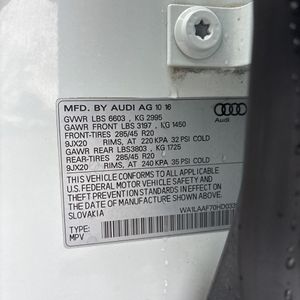 MFD. BY AUDI AG 10 16
GVWR LBS 6603 , KG 2995
GAWR FRONT LBS 3197 , KG 1450
FRONT-TIRES 285/45 R20
9JX20 RIMS, AT 220 KPA 32 PSI COLD
GAWR REAR LBS3803 , KG 1725
REAR-TIRES 285/45 R20
9JX20 RIMS, AT 240 KPA 35 PSI COLD
THIS VEHICLE CONFORMS TO ALL APPLICABLE
U.S. FEDERAL MOTOR VEHICLE SAFETY AND
THEFT PREVENTION STANDARDS IN EFFECT ON
THE DATE OF MANUFACTURE SHOWN ABOVE.
SLOVAKIA
TYPE:
MPV